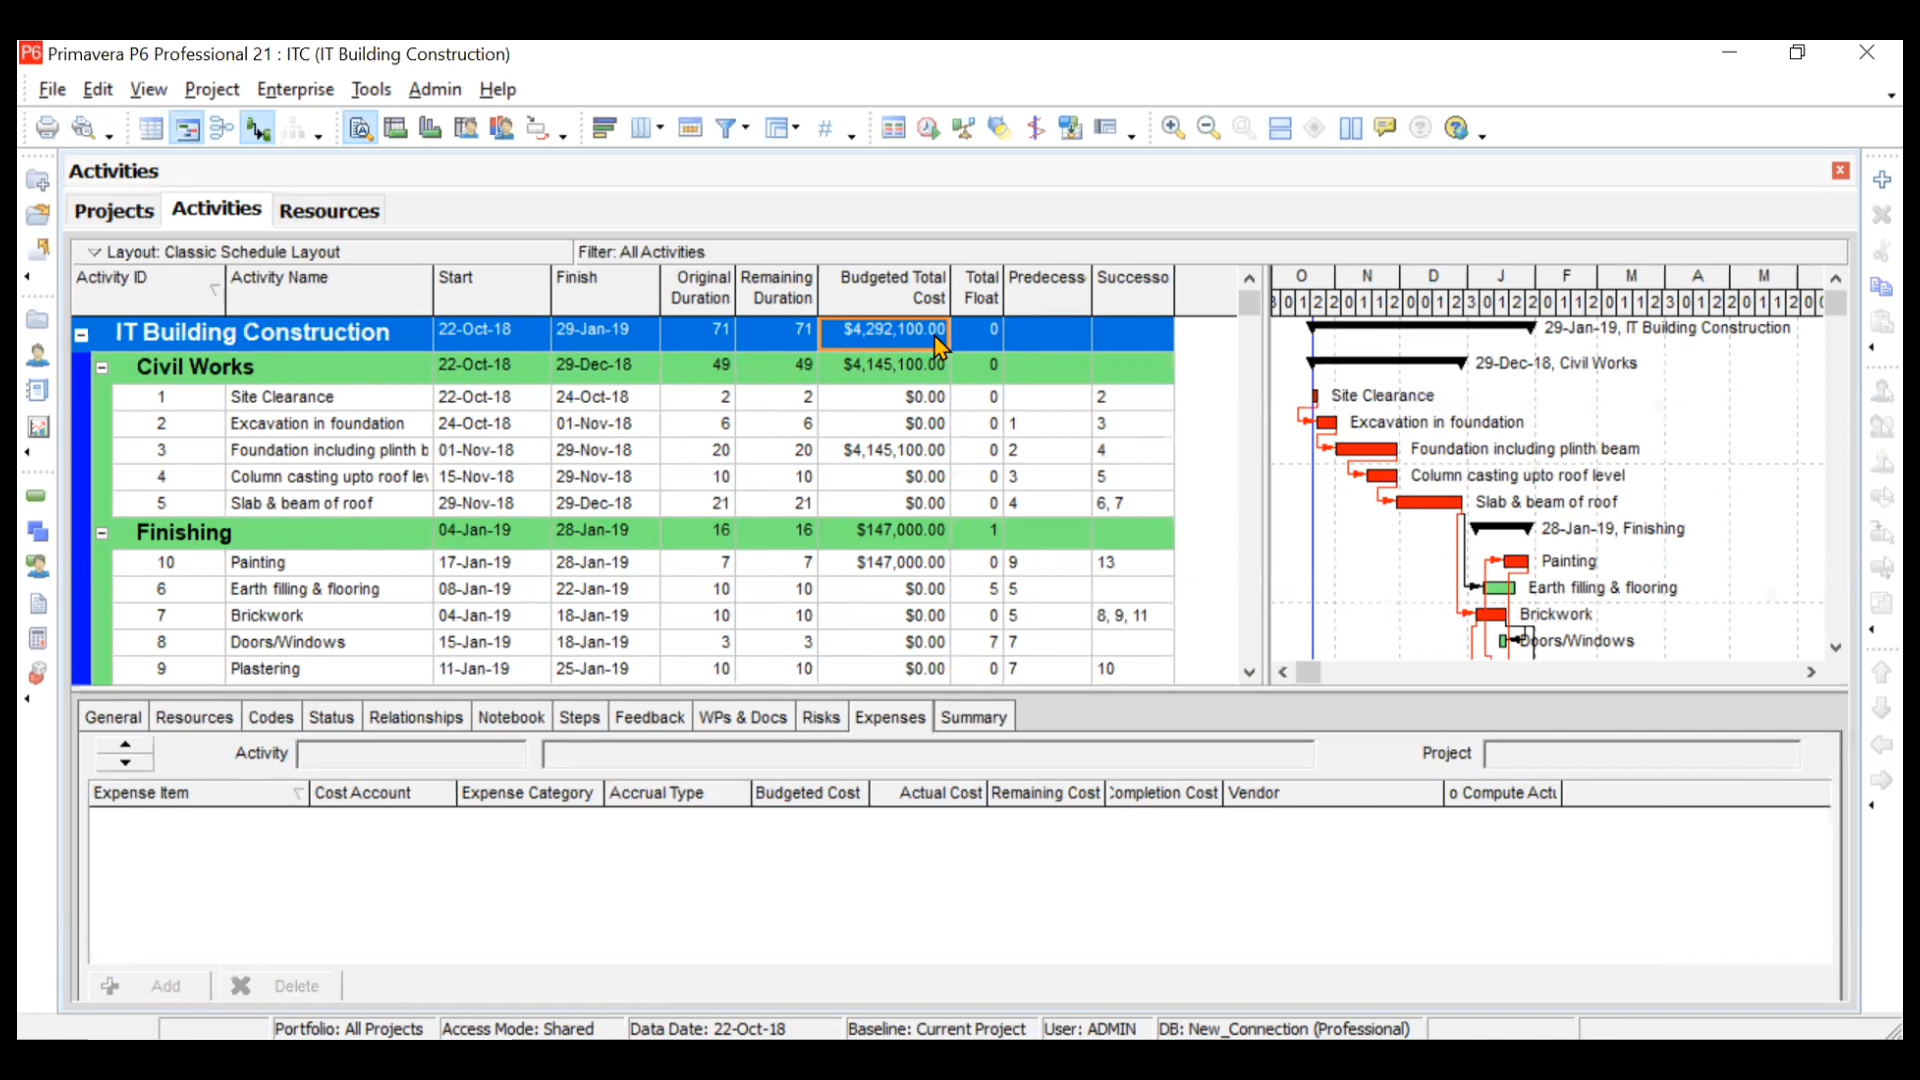 P6 Primavera P6 Professional 21 : ITC (IT Building Construction)
File Edit View Project Enterprise Tools Admin Help
Activities
Projects Activities Resources
Layout: Classic Schedule Layout Filter: All Activities
Activity ID Activity Name Start Finish Original Duration Remaining Duration Budgeted Total Cost Total Float Predecess Successo O N D J F M A M
IT Building Construction 22-Oct-18 29-Jan-19 71 71 $4,292,100.00 0 29-Jan-19, IT Building Construction
Civil Works 22-Oct-18 29-Dec-18 49 49 $4,145,100.00 0 29-Dec-18, Civil Works
1 Site Clearance 22-Oct-18 24-Oct-18 2 2 $0.00 0 2 Site Clearance
2 Excavation in foundation 24-Oct-18 01-Nov-18 6 6 $0.00 0 1 3 Excavation in foundation
3 Foundation including plinth b 01-Nov-18 29-Nov-18 20 20 $4,145,100.00 0 2 4 Foundation including plinth beam
4 Column casting upto roof lev 15-Nov-18 29-Nov-18 10 10 $0.00 0 3 5 Column casting upto roof level
5 Slab & beam of roof 29-Nov-18 29-Dec-18 21 21 $0.00 0 4 6, 7 Slab & beam of roof
Finishing 04-Jan-19 28-Jan-19 16 16 $147,000.00 1 28-Jan-19, Finishing
10 Painting 17-Jan-19 28-Jan-19 7 7 $147,000.00 0 9 13 Painting
6 Earth filling & flooring 08-Jan-19 22-Jan-19 10 10 $0.00 5 5 Earth filling & flooring
7 Brickwork 04-Jan-19 18-Jan-19 10 10 $0.00 0 5 8, 9, 11 Brickwork
8 Doors/Windows 15-Jan-19 18-Jan-19 3 3 $0.00 7 7 Doors/Windows
9 Plastering 11-Jan-19 25-Jan-19 10 10 $0.00 0 7 10
General Resources Codes Status Relationships Notebook Steps Feedback WPs & Docs Risks Expenses Summary
Activity Project
Expense Item Cost Account Expense Category Accrual Type Budgeted Cost Actual Cost Remaining Cost Completion Cost Vendor o Compute Actu
Add Delete
Portfolio: All Projects Access Mode: Shared Data Date: 22-Oct-18 Baseline: Current Project User: ADMIN DB: New_Connection (Professional)